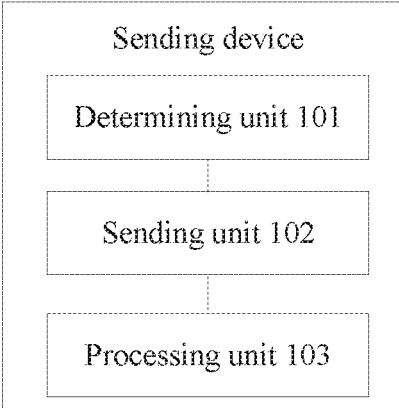 Sending device
Determining unit 101
Sending unit 102
Processing unit 103